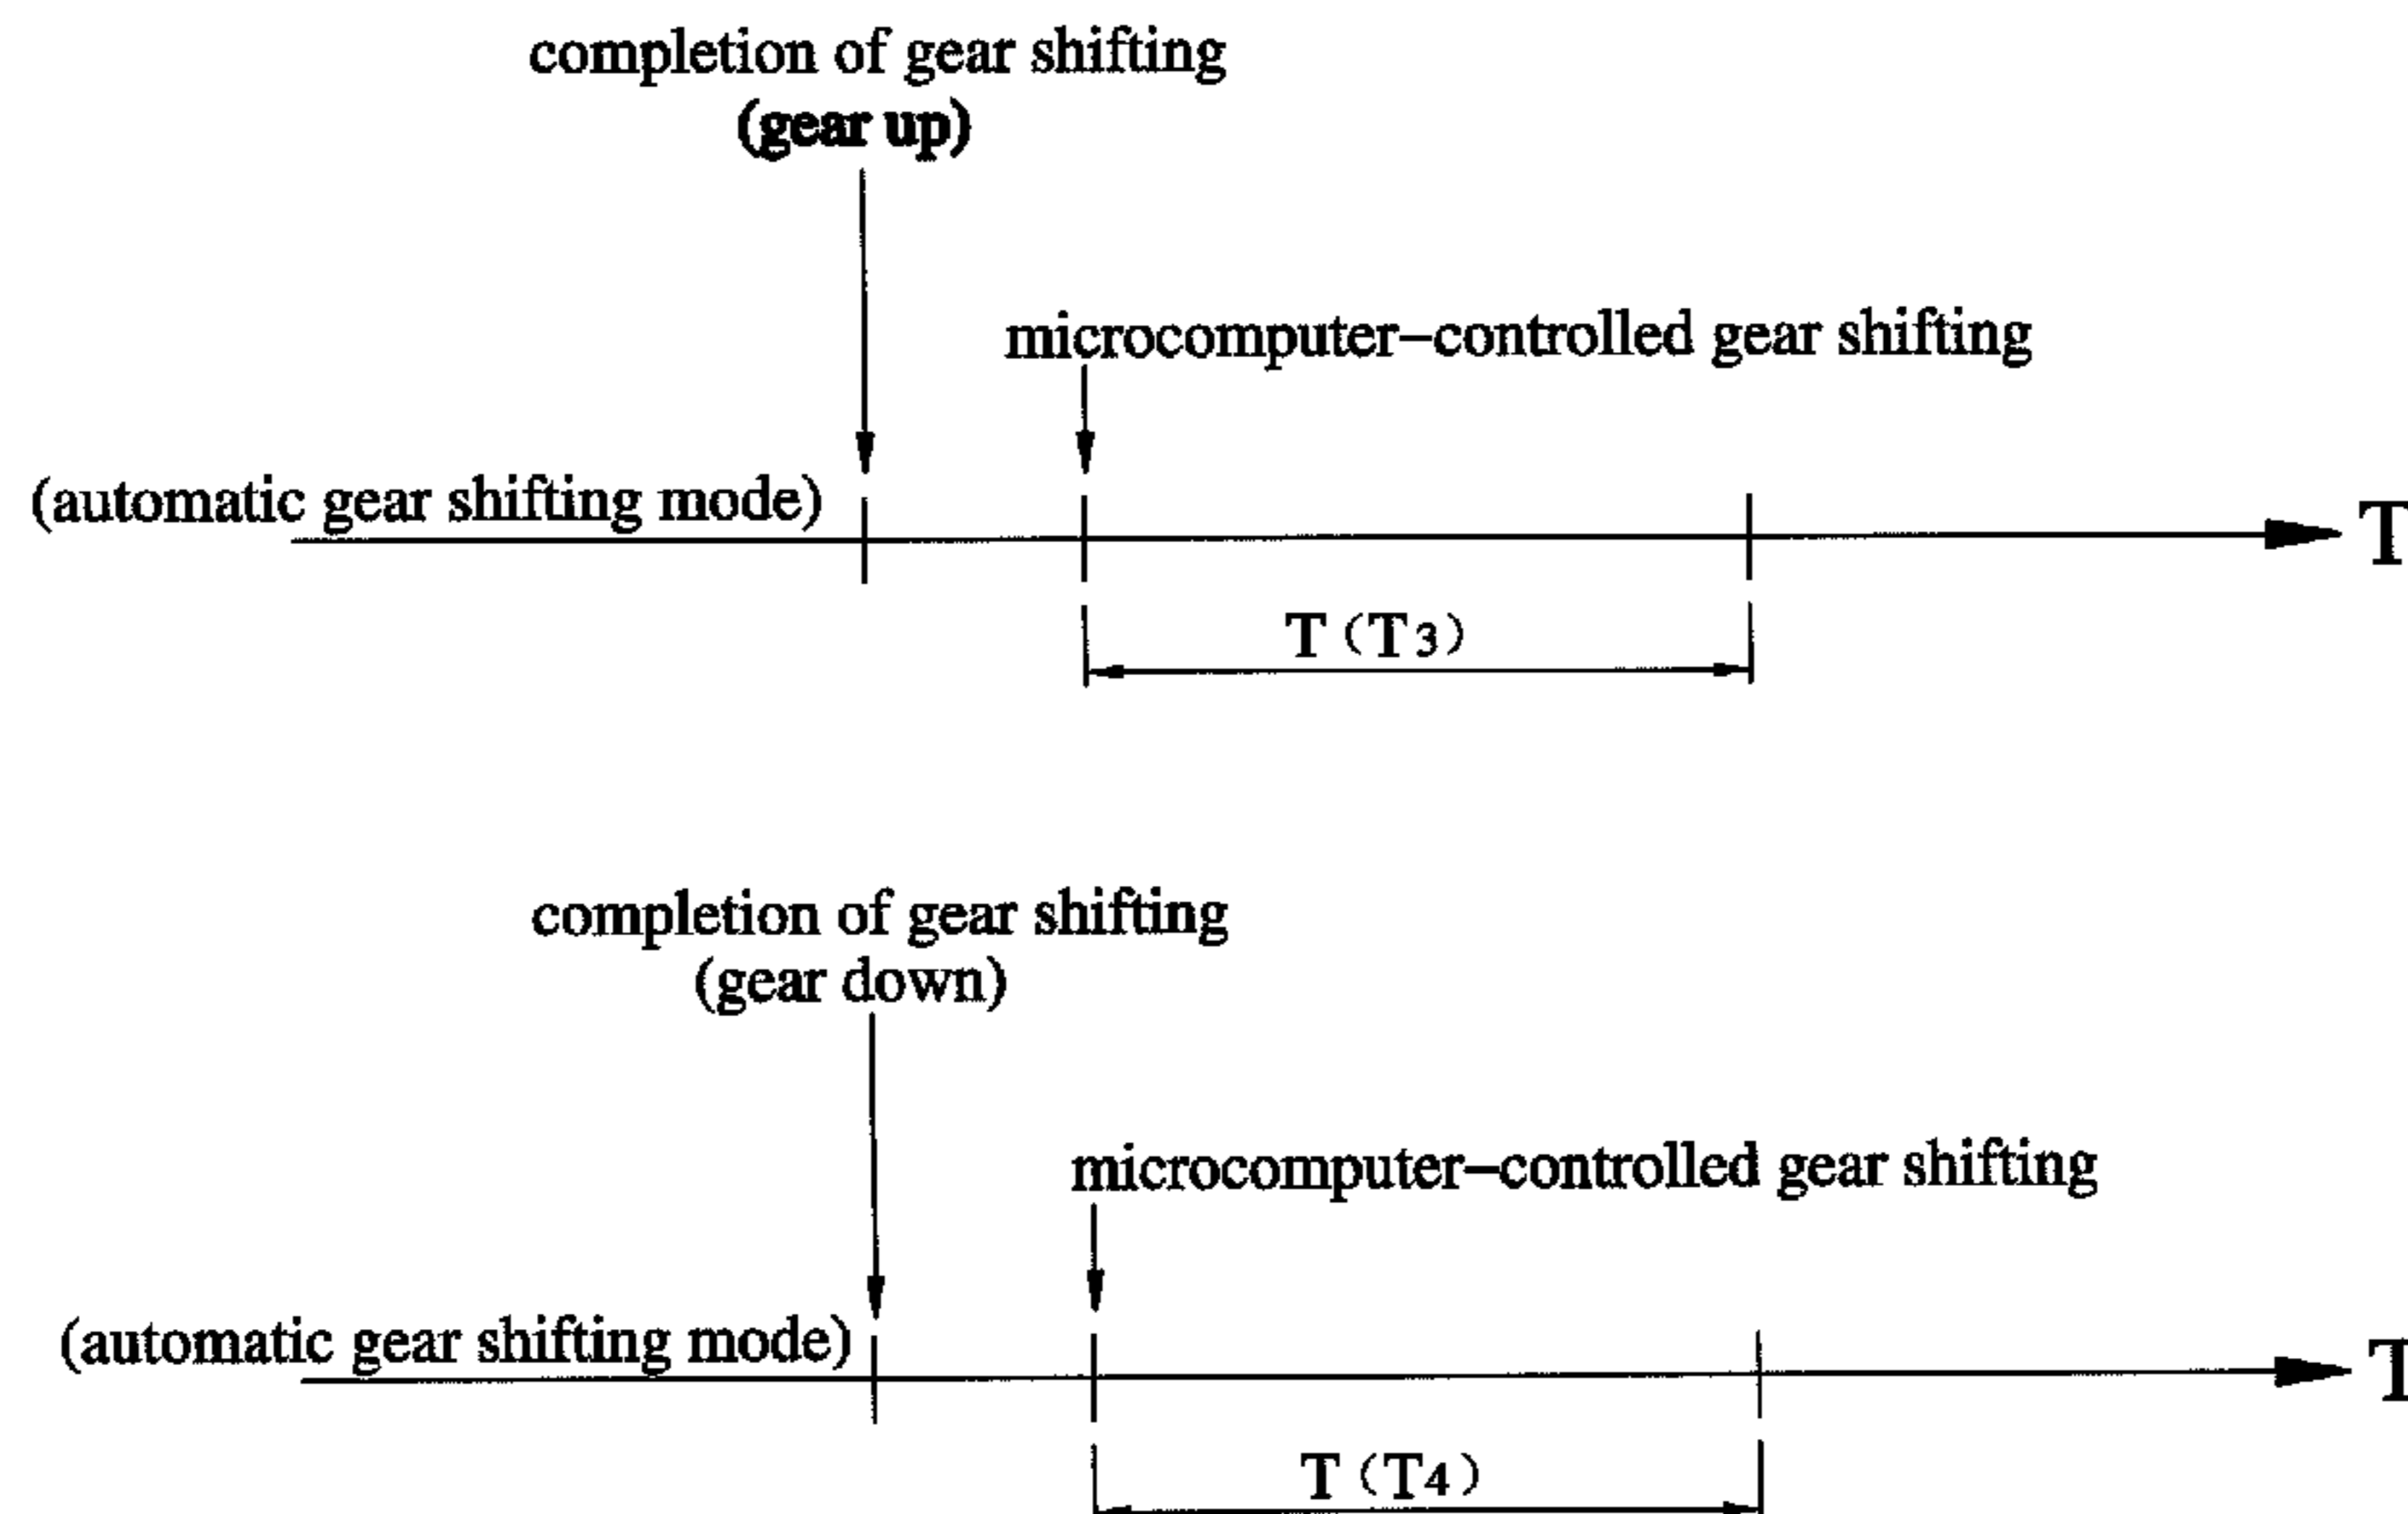 completion of gear shifting
(gear up)
microcomputer–controlled gear shifting
(automatic gear shifting mode)
T
T (T3)
completion of gear shifting
(gear down)
microcomputer–controlled gear shifting
(automatic gear shifting mode)
T
T (T4)